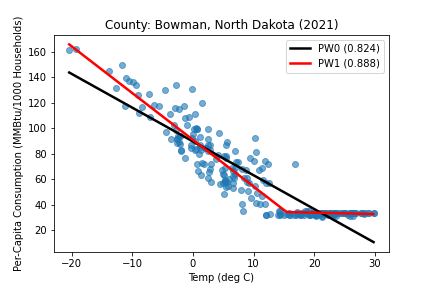 County: Bowman, North Dakota (2021)
PW0 (0.824)
PW1 (0.888)
Per-Capita Consumption (MMBtu/1000 Households)
160
140
120
100
80
60
40
20
−20 −10 0 10 20 30
Temp (deg C)